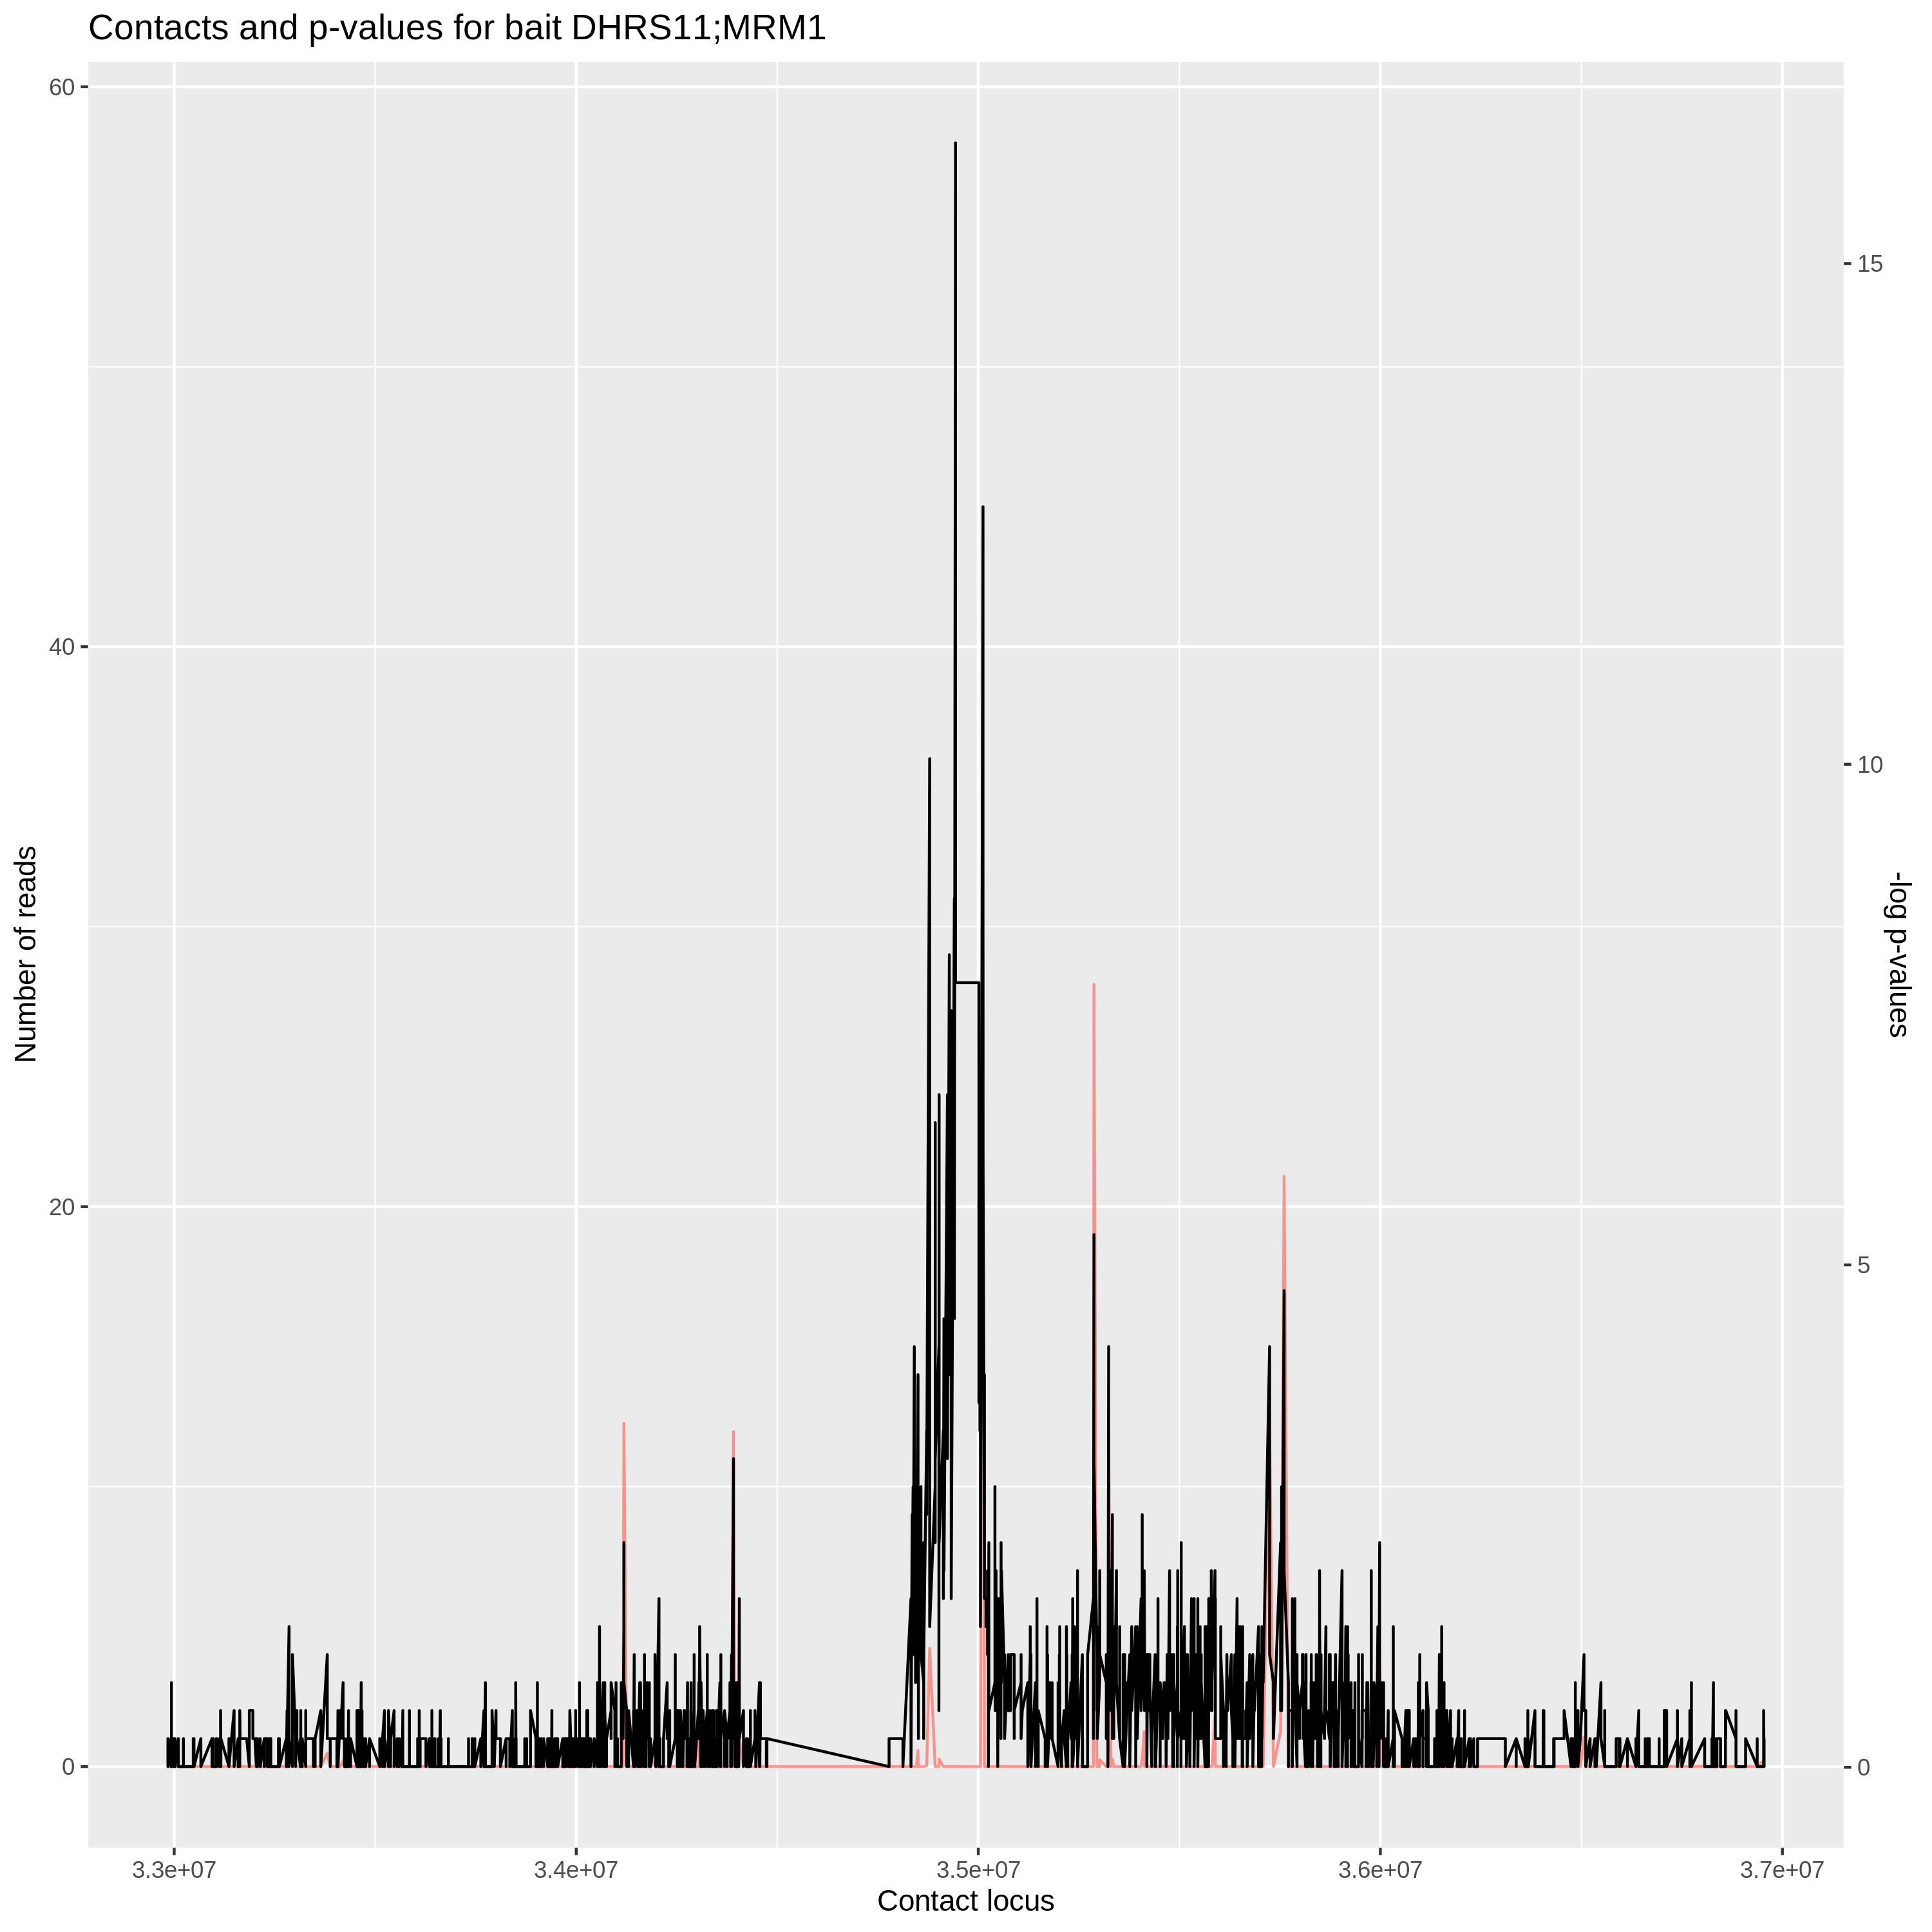 Contacts and p-values for bait DHRS11;MRM1
60
40
20
0
Number of reads
15
10
5
0
-log p-values
3.3e+07
3.4e+07
3.5e+07
3.6e+07
3.7e+07
Contact locus